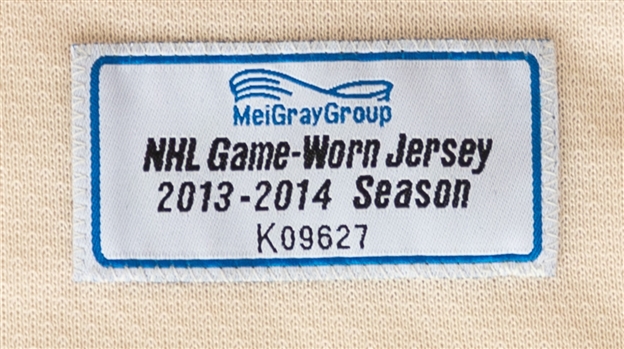 MeiGrayGroup
NHL Game-Worn Jersey
2013-2014 Season
K09627